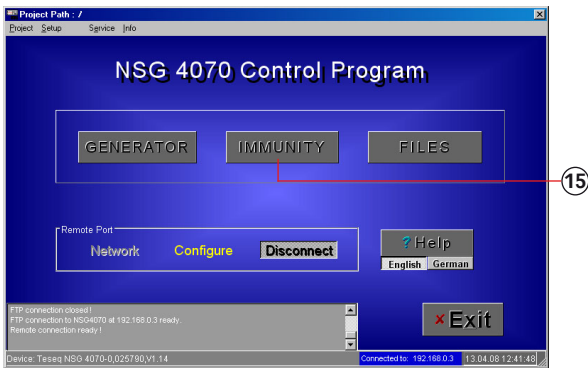 Project Path : /
Project Setup Service Info
NSG 4070 Control Program
GENERATOR IMMUNITY FILES
15
Remote Port
Network Configure Disconnect
?Help
English German
FTP connection closed !
FTP connection to NSG4070 at 192.168.0.3 ready.
Remote connection ready !
×Exit
Device: Teseq NSG 4070-0,025790,V1.14 Connected to: 192.168.0.3 13.04.08 12:41:48